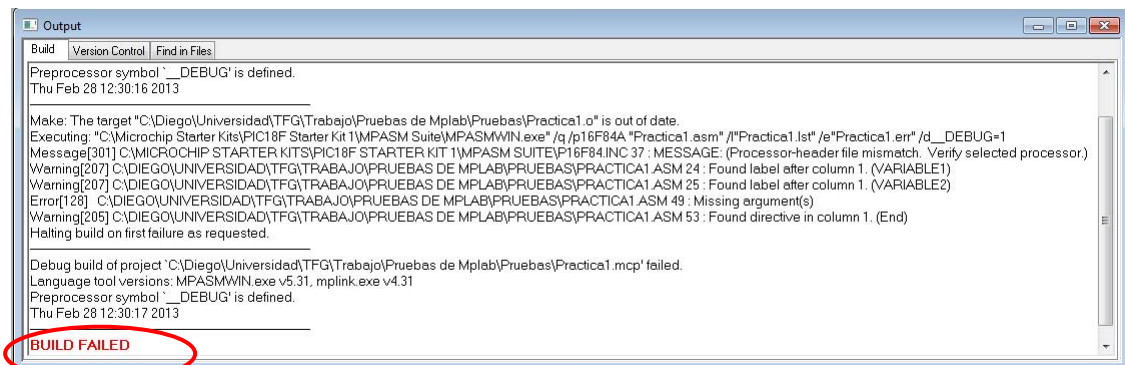 Output
Build Version Control Find in Files
Preprocessor symbol `__DEBUG' is defined.
Thu Feb 28 12:30:16 2013
Make: The target "C:\Diego\Universidad\TFG\Trabajo\Pruebas de Mplab\Pruebas\Practica1.o" is out of date.
Executing: "C:\Microchip Starter Kits\PIC18F Starter Kit 1\MPASM Suite\MPASMWIN.exe" /q /p16F84A "Practica1.asm" /l"Practica1.lst" /e"Practica1.err" /d__DEBUG=1
Message[301] C:\MICROCHIP STARTER KITS\PIC18F STARTER KIT 1\MPASM SUITE\P16F84.INC 37 : MESSAGE: (Processor-header file mismatch. Verify selected processor.)
Warning[207] C:\DIEGO\UNIVERSIDAD\TFG\TRABAJO\PRUEBAS DE MPLAB\PRUEBAS\PRACTICA1.ASM 24 : Found label after column 1. (VARIABLE1)
Warning[207] C:\DIEGO\UNIVERSIDAD\TFG\TRABAJO\PRUEBAS DE MPLAB\PRUEBAS\PRACTICA1.ASM 25 : Found label after column 1. (VARIABLE2)
Error[128] C:\DIEGO\UNIVERSIDAD\TFG\TRABAJO\PRUEBAS DE MPLAB\PRUEBAS\PRACTICA1.ASM 49 : Missing argument(s)
Warning[205] C:\DIEGO\UNIVERSIDAD\TFG\TRABAJO\PRUEBAS DE MPLAB\PRUEBAS\PRACTICA1.ASM 53 : Found directive in column 1. (End)
Halting build on first failure as requested.
Debug build of project `C:\Diego\Universidad\TFG\Trabajo\Pruebas de Mplab\Pruebas\Practica1.mcp' failed.
Language tool versions: MPASMWIN.exe v5.31, mplink.exe v4.31
Preprocessor symbol `__DEBUG' is defined.
Thu Feb 28 12:30:17 2013
BUILD FAILED